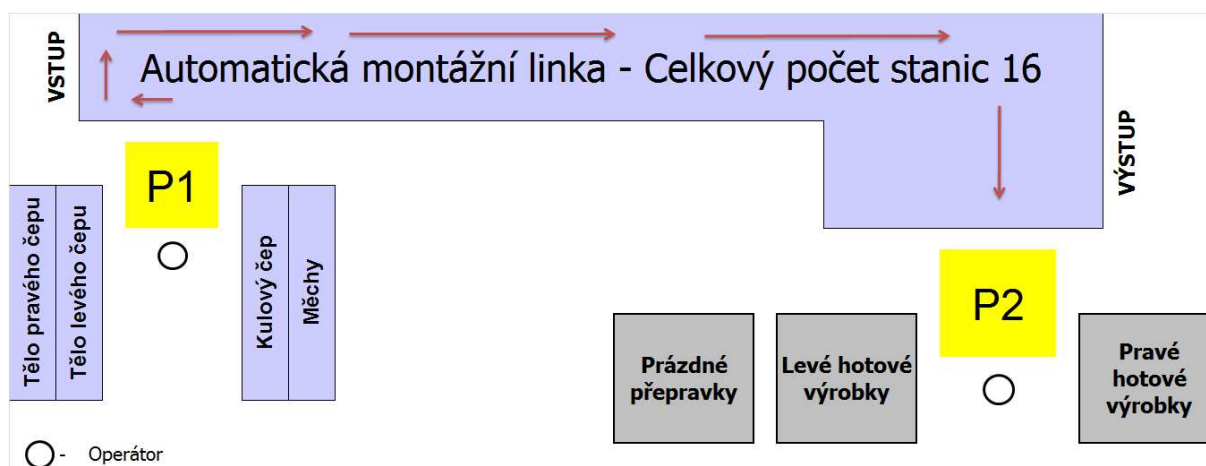 VSTUP
Automatická montážní linka - Celkový počet stanic 16
VÝSTUP
P1
Tělo pravého čepu
Tělo levého čepu
Kulový čep
Měchy
P2
Prázdné
přepravky
Levé hotové
výrobky
Pravé
hotové
výrobky
- Operátor